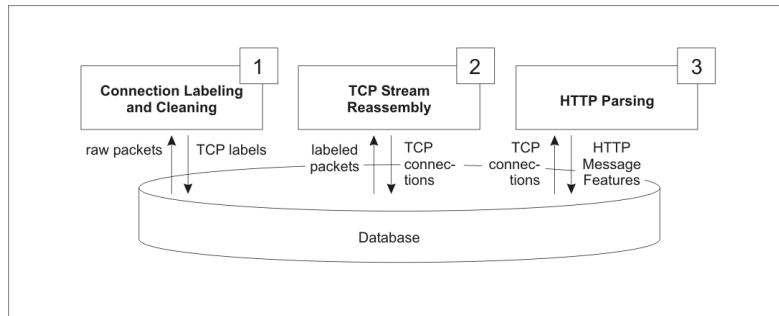 1
Connection Labeling
and Cleaning
2
TCP Stream
Reassembly
3
HTTP Parsing
raw packets
TCP labels
labeled
packets
TCP
connec-
tions
TCP
connec-
tions
HTTP
Message
Features
Database